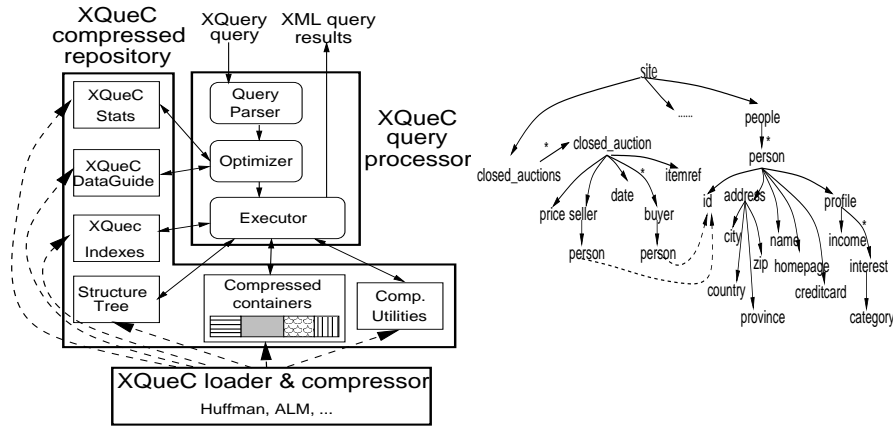 XQueC
compressed
repository
XQuery
query
XML query
results
XQueC
Stats
Query
Parser
XQueC
query
processor
XQueC
DataGuide
Optimizer
XQuec
Indexes
Executor
Structure
Tree
Compressed
containers
Comp.
Utilities
XQueC loader & compressor
Huffman, ALM, ...
site
......
people
*
closed_auction
*
person
closed_auctions
date
*
itemref
id
address
profile
price
seller
buyer
city
name
income
*
person
person
zip
homepage
interest
country
creditcard
province
category